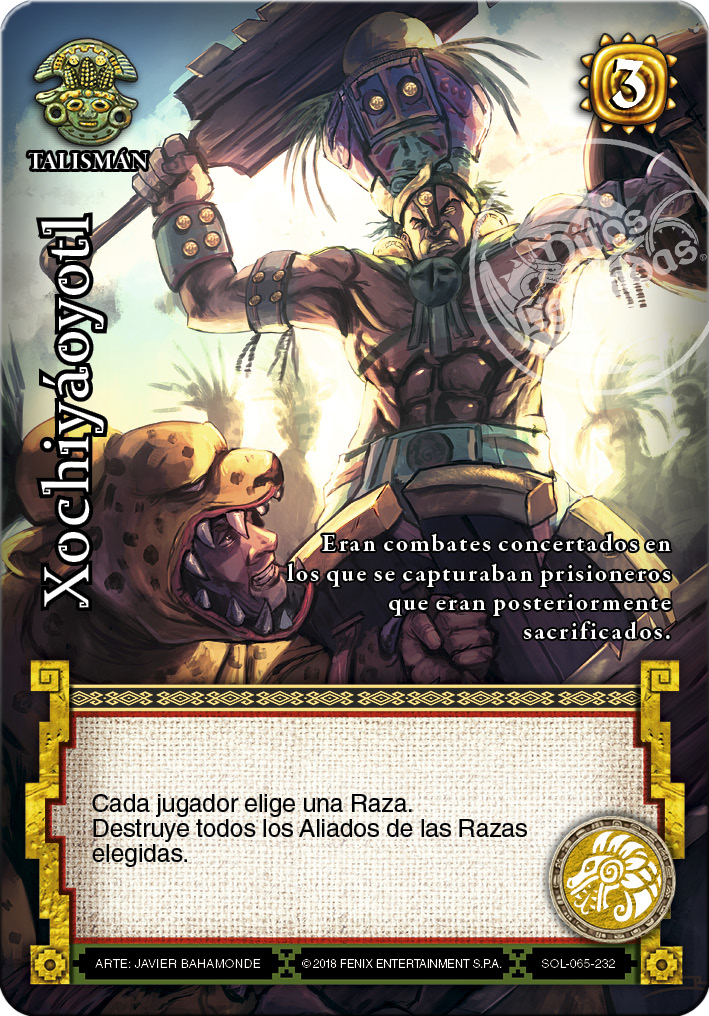 3
TALISMÁN
Mitos
Xochiyáoyotl
Eran combates concertados en
los que se capturaban prisioneros
que eran posteriormente
sacrificados.
Cada jugador elige una Raza.
Destruye todos los Aliados de las Razas
elegidas.
ARTE: JAVIER BAHAMONDE
©2018 FENIX ENTERTAINMENT S.P.A.
SOL-065-232